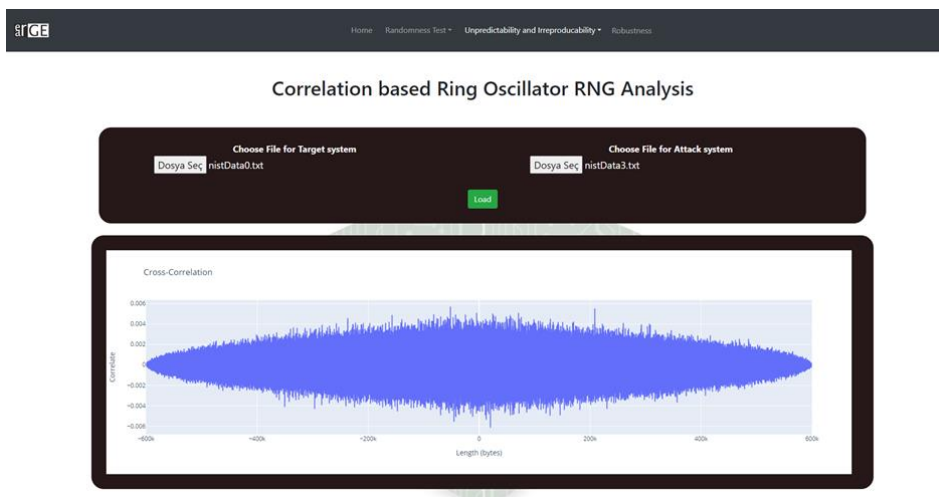 GE
Home Randomness Test Unpredictability and Irreproducability Robustness
Correlation based Ring Oscillator RNG Analysis
Choose File for Target system
Dosya Seç nistData0.txt
Choose File for Attack system
Dosya Seç nistData3.txt
Load
Cross-Correlation
0.006
0.004
0.002
0
−0.002
−0.004
−0.006
Correlate
−600k −400k −200k 0 200k 400k 600k
Length (bytes)